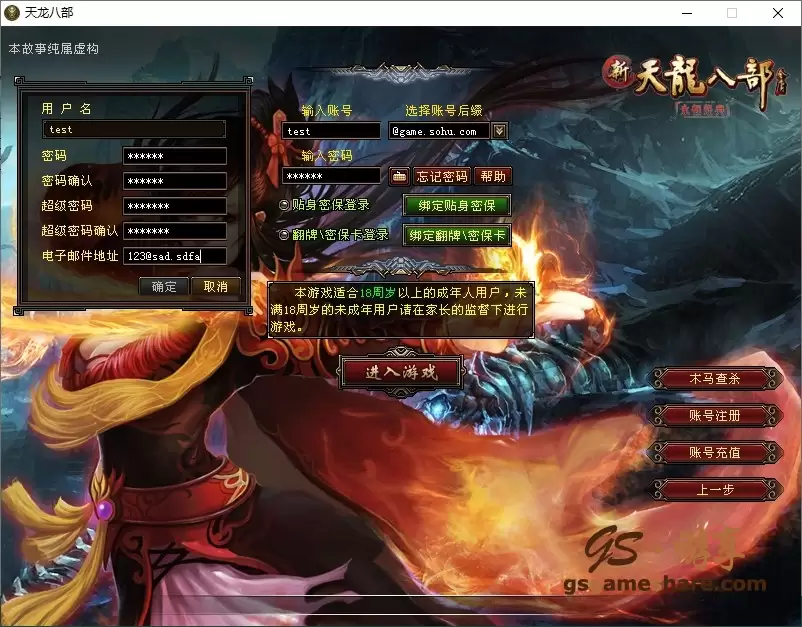 天龙八部
本故事纯属虚构
新天龍八部
用 户 名
test
密码
******
密码确认
******
超级密码
*******
超级密码确认
*******
电子邮件地址
123@sad.sdfa
确定
取消
输入账号
选择账号后缀
test
@game.sohu.com
输入密码
******
忘记密码
帮助
贴身密保登录
绑定贴身密保
翻牌\密保卡登录
绑定翻牌\密保卡
本游戏适合18周岁以上的成年人用户，未
满18周岁的未成年用户请在家长的监督下进行
游戏。
进入游戏
木马查杀
账号注册
账号充值
上一步
GS